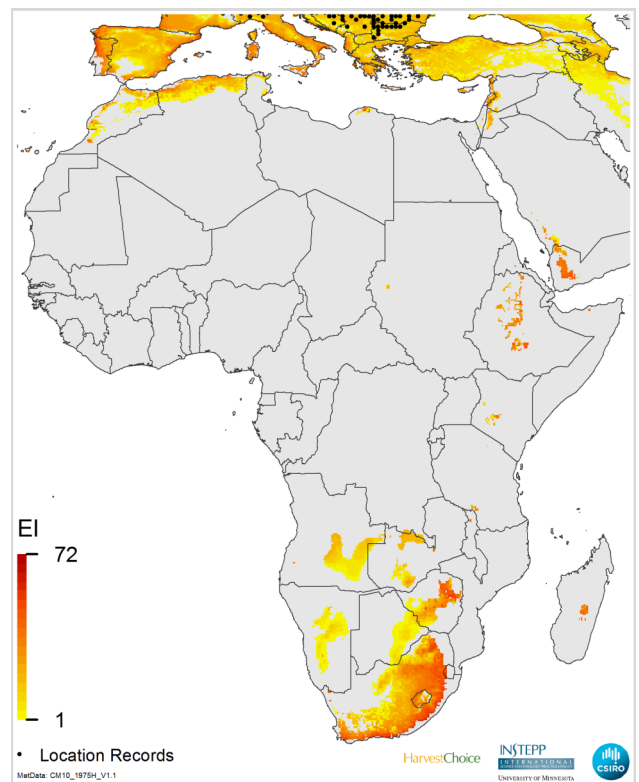 EI
72
1
• Location Records
MetData: CM10_1975H_V1.1
HarvestChoice
INSTEPP
INTERNATIONAL
UNIVERSITY OF MINNESOTA
CSIRO